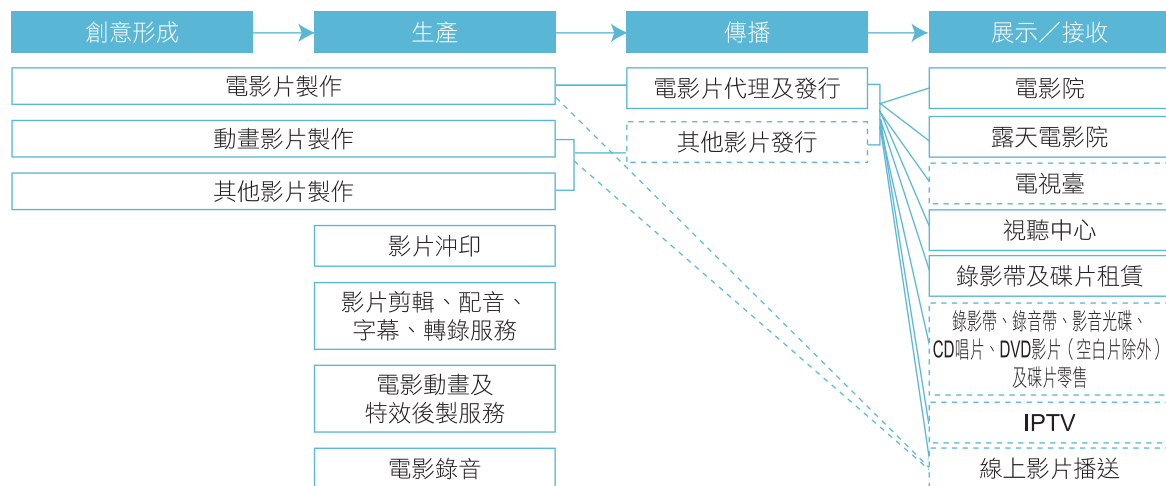 創意形成
生產
傳播
展示／接收
電影片製作
電影片代理及發行
電影院
動畫影片製作
其他影片發行
露天電影院
其他影片製作
電視臺
影片沖印
視聽中心
影片剪輯、配音、
字幕、轉錄服務
錄影帶及碟片租賃
電影動畫及
特效後製服務
錄影帶、錄音帶、影音光碟、
CD唱片、DVD影片（空白片除外）
及碟片零售
IPTV
電影錄音
線上影片播送